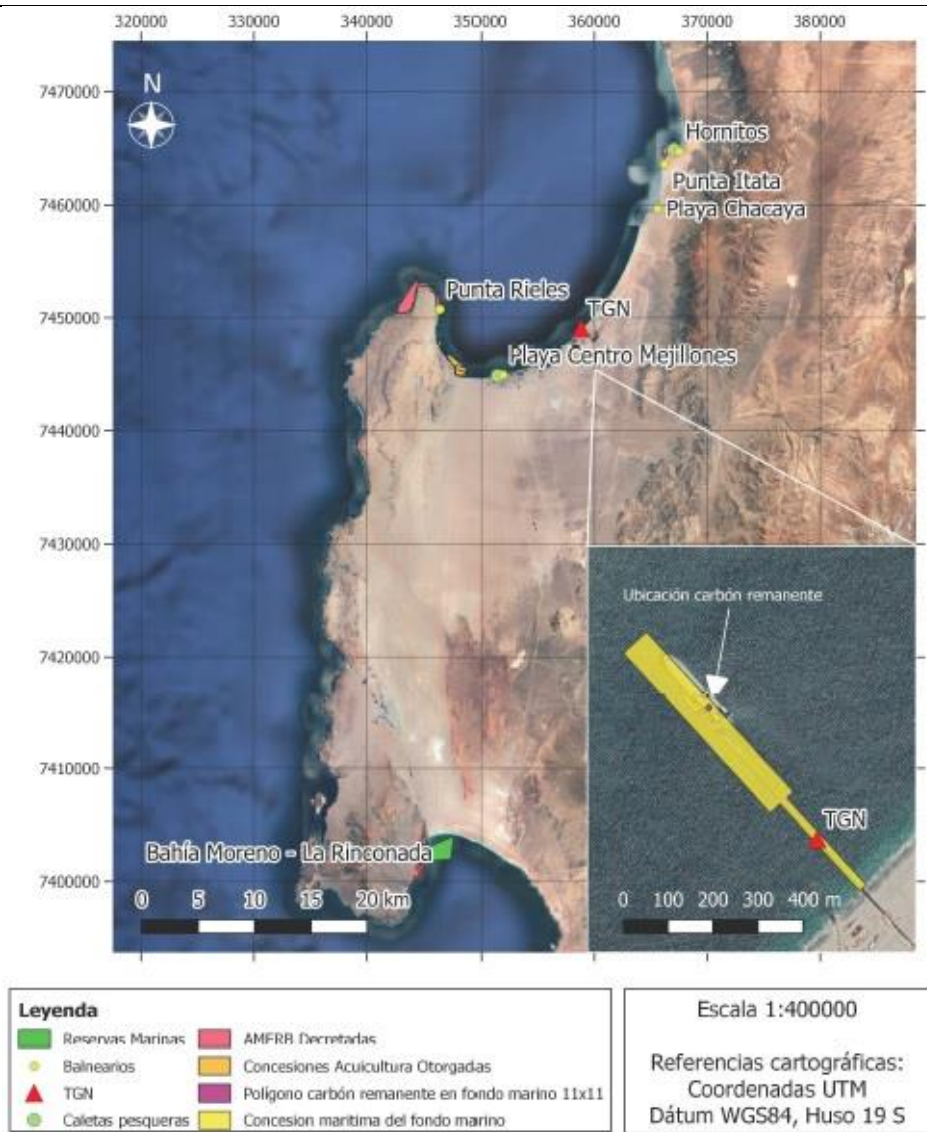 320000 330000 340000 350000 360000 370000 380000
7470000
7460000
7450000
7440000
7430000
7420000
7410000
7400000
N
Hornitos
Punta Itata
Playa Chacaya
Punta Rieles
TGN
Playa Centro Mejillones
Bahía Moreno - La Rinconada
0 5 10 15 20 km
Ubicación carbón remanente
TGN
0 100 200 300 400 m
Leyenda
Reservas Marinas
Balnearios
TGN
Caletas pesqueras
AMERB Decretadas
Concesiones Acuicultura Otorgadas
Polígono carbón remanente en fondo marino 11x11
Concesion maritima del fondo marino
Escala 1:400000
Referencias cartográficas:
Coordenadas UTM
Dátum WGS84, Huso 19 S